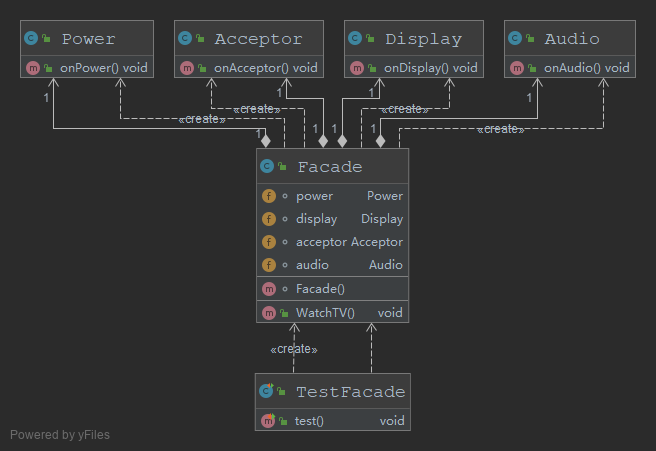 Power
onPower() void
Acceptor
onAcceptor() void
Display
onDisplay() void
Audio
onAudio() void
1
«create»
«create»
1
1
1
1
«create»
1
1
«create»
1
Facade
power Power
display Display
acceptor Acceptor
audio Audio
Facade()
WatchTV() void
«create»
TestFacade
test() void
Powered by yFiles